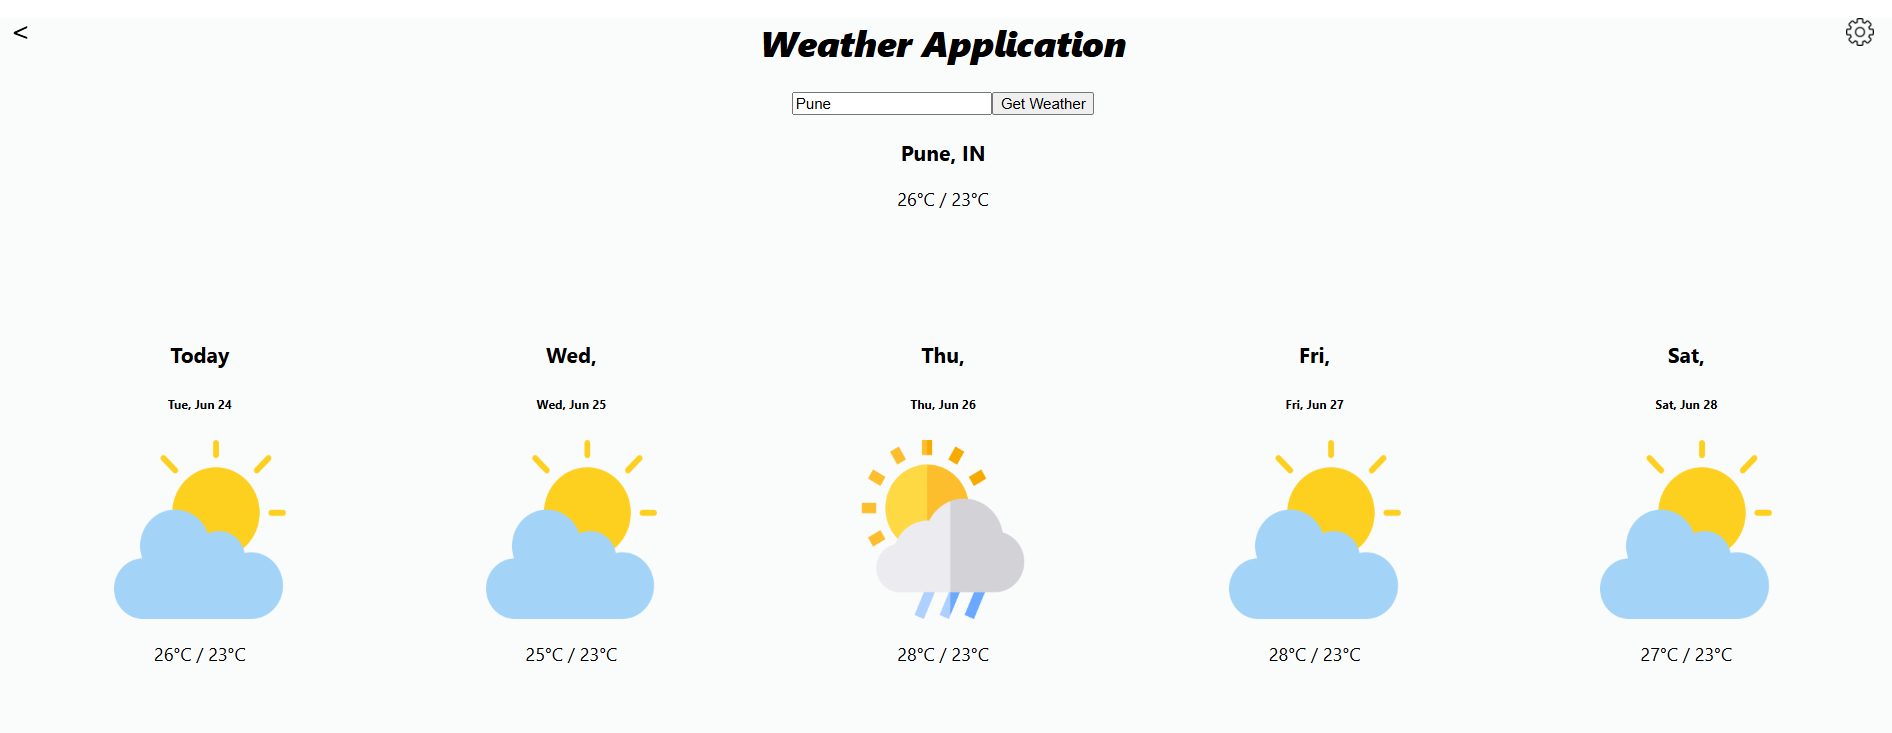 <
Weather Application
Pune Get Weather
Pune, IN
26°C / 23°C
Today Wed, Thu, Fri, Sat,
Tue, Jun 24 Wed, Jun 25 Thu, Jun 26 Fri, Jun 27 Sat, Jun 28
26°C / 23°C 25°C / 23°C 28°C / 23°C 28°C / 23°C 27°C / 23°C